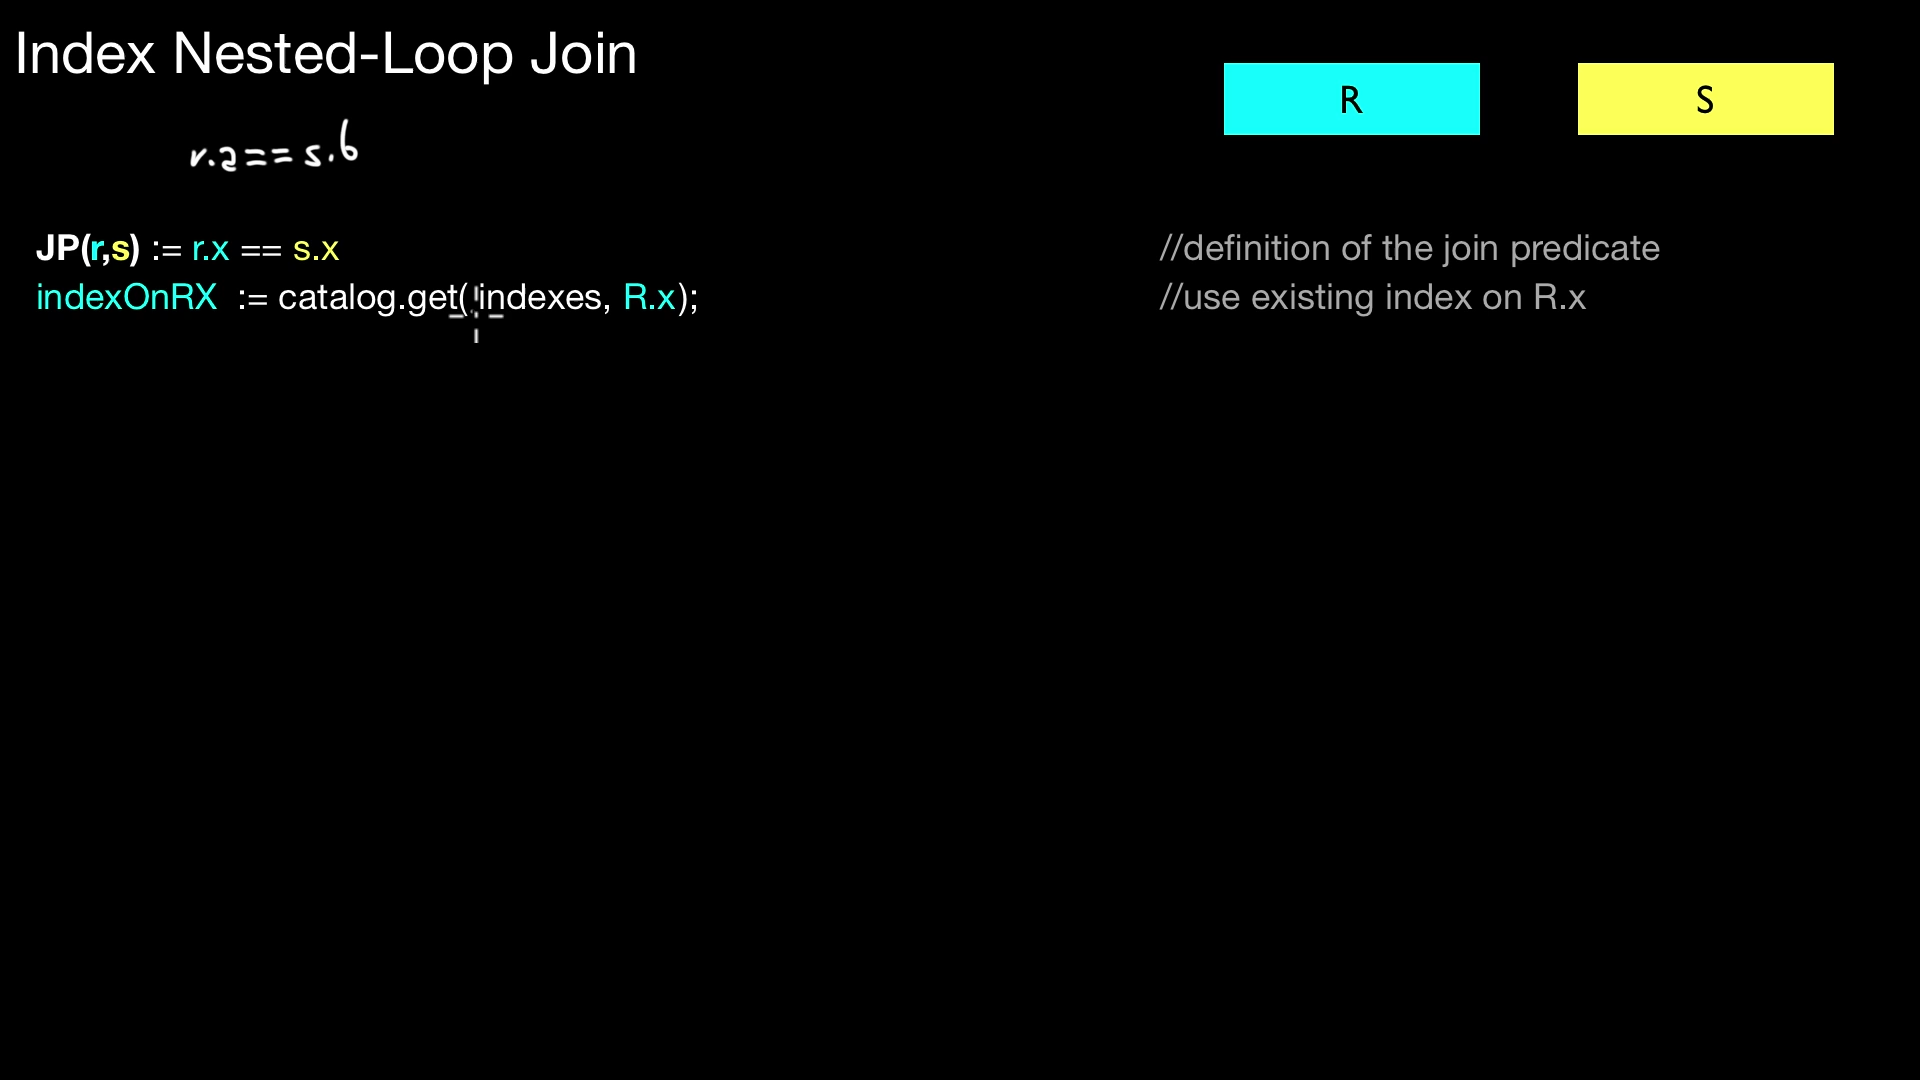 Index Nested-Loop Join
R
S
r.a == s.b
JP(r,s) := r.x == s.x
//definition of the join predicate
indexOnRX := catalog.get( indexes, R.x);
//use existing index on R.x